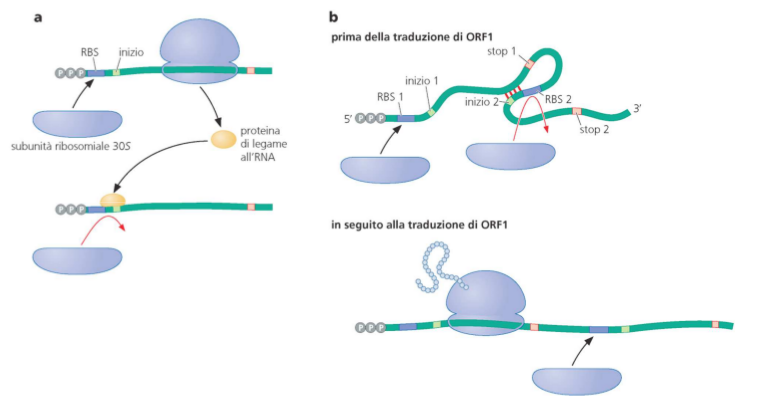 a
RBS
inizio
P P P
subunità ribosomiale 30S
proteina
di legame
all'RNA
P P P
b
prima della traduzione di ORF1
stop 1
inizio 1
RBS 1
inizio 2
RBS 2
5′
P P P
3′
stop 2
in seguito alla traduzione di ORF1
P P P